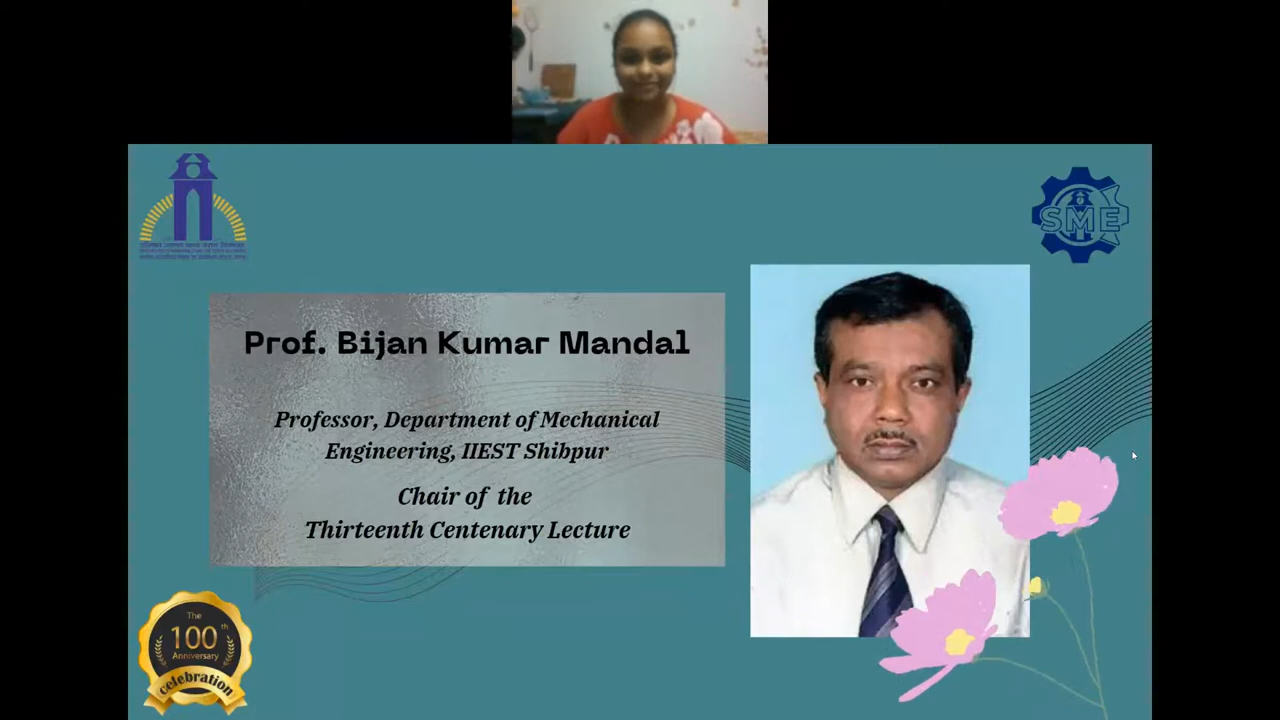 SME
Prof. Bijan Kumar Mandal
Professor, Department of Mechanical
Engineering, IIEST Shibpur
Chair of the
Thirteenth Centenary Lecture
The
100th
Anniversary
celebration